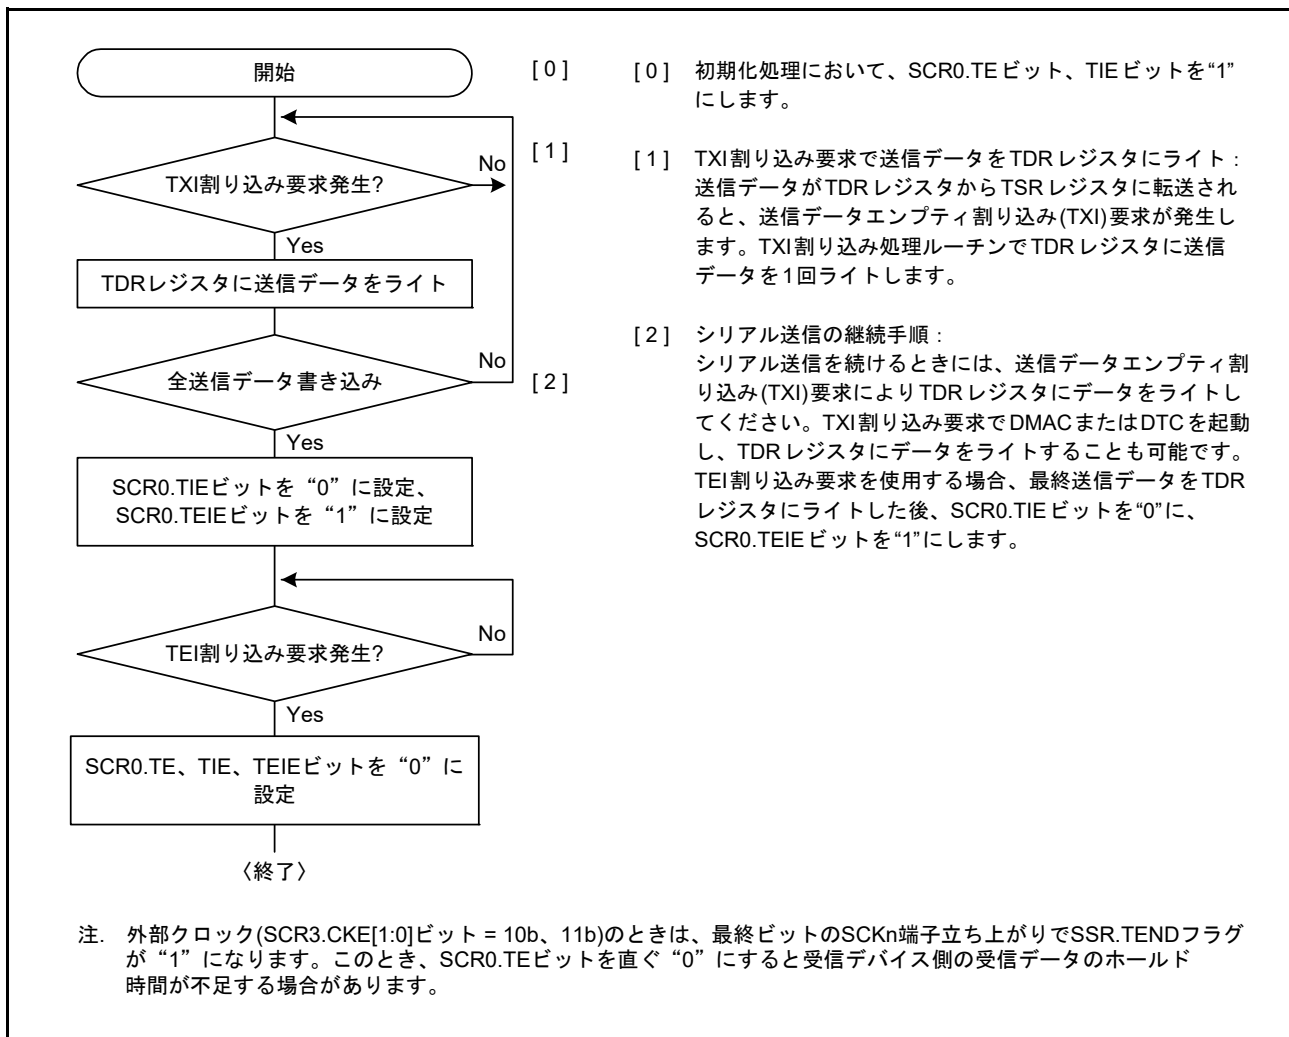 開始
[ 0 ]
TXI割り込み要求発生?
No
[ 1 ]
Yes
TDRレジスタに送信データをライト
全送信データ書き込み
No
[ 2 ]
Yes
SCR0.TIEビットを“0”に設定、
SCR0.TEIEビットを“1”に設定
TEI割り込み要求発生?
No
Yes
SCR0.TE、TIE、TEIEビットを“0”に
設定
〈終了〉
[ 0 ] 初期化処理において、SCR0.TEビット、TIEビットを“1”
にします。
[ 1 ] TXI割り込み要求で送信データをTDRレジスタにライト：
送信データがTDRレジスタからTSRレジスタに転送され
ると、送信データエンプティ割り込み(TXI)要求が発生し
ます。TXI割り込み処理ルーチンでTDRレジスタに送信
データを1回ライトします。
[ 2 ] シリアル送信の継続手順：
シリアル送信を続けるときには、送信データエンプティ割
り込み(TXI)要求によりTDRレジスタにデータをライトし
てください。TXI割り込み要求でDMACまたはDTCを起動
し、TDRレジスタにデータをライトすることも可能です。
TEI割り込み要求を使用する場合、最終送信データをTDR
レジスタにライトした後、SCR0.TIEビットを“0”に、
SCR0.TEIEビットを“1”にします。
注. 外部クロック(SCR3.CKE[1:0]ビット = 10b、11b)のときは、最終ビットのSCKn端子立ち上がりでSSR.TENDフラグ
が“1”になります。このとき、SCR0.TEビットを直ぐ“0”にすると受信デバイス側の受信データのホールド
時間が不足する場合があります。